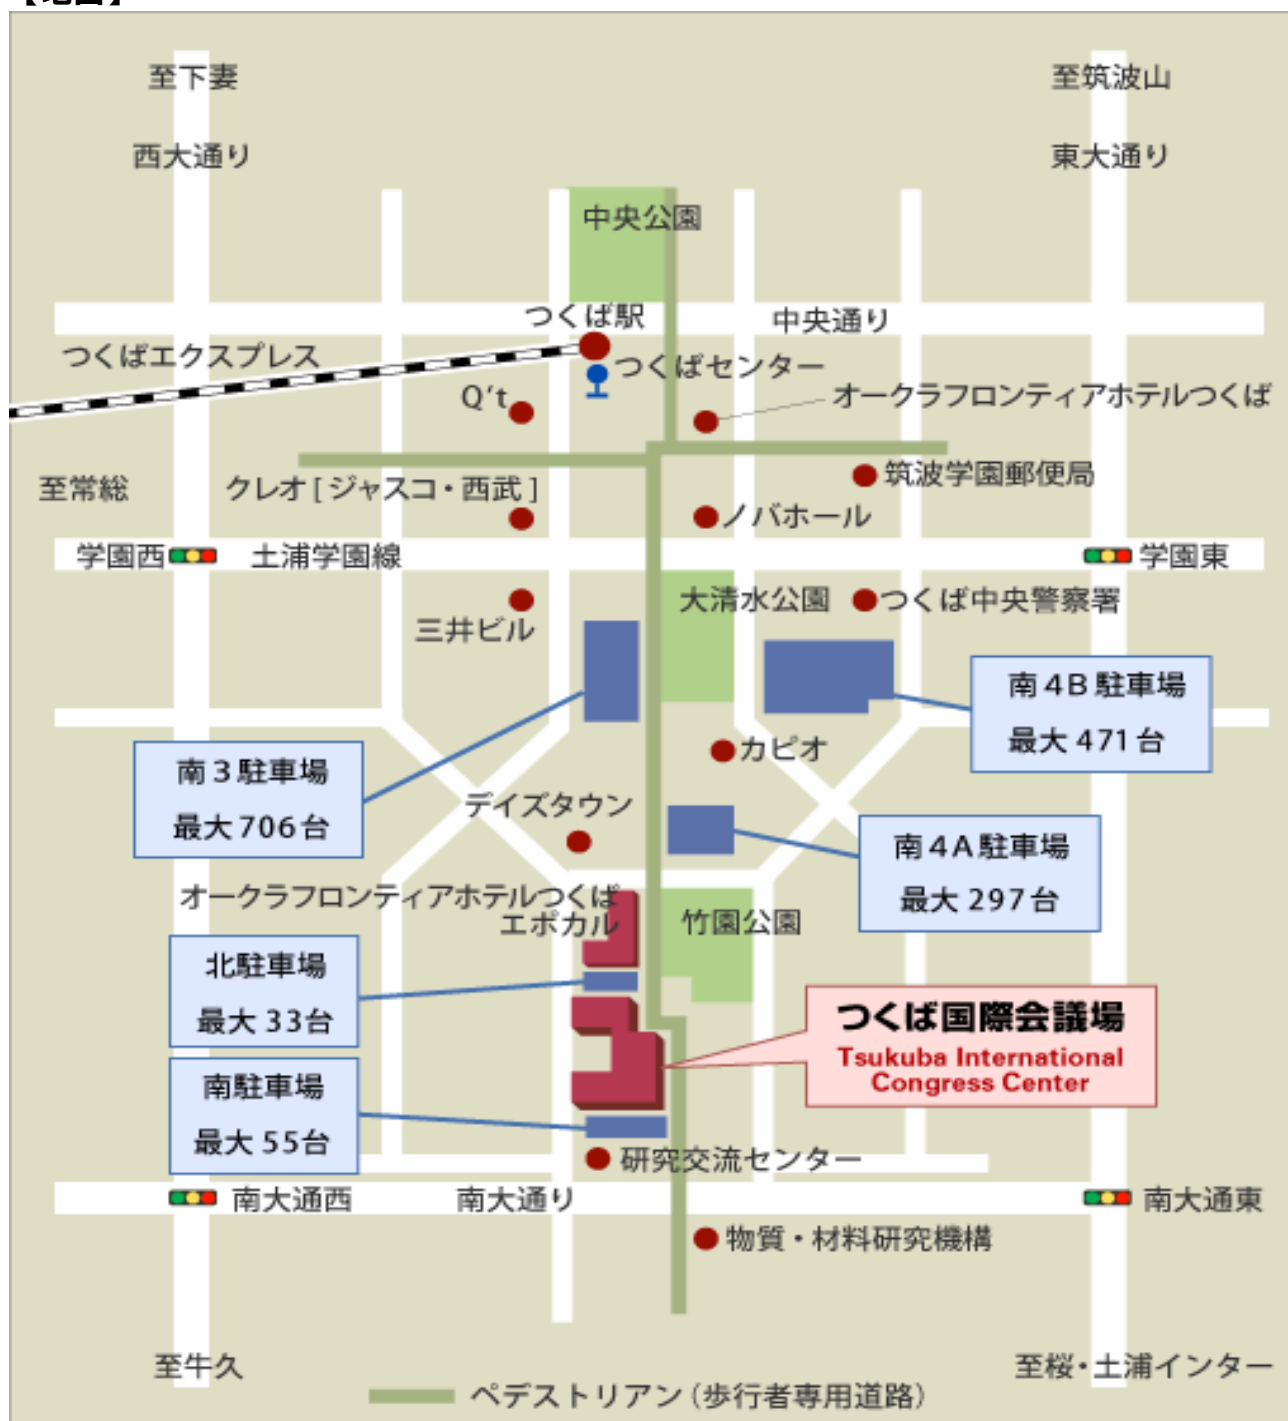 【地図】
至下妻
至筑波山
西大通り
東大通り
中央公園
つくば駅
中央通り
つくばエクスプレス
つくばセンター
Q't
オークラフロンティアホテルつくば
至常総
クレオ [ ジャスコ・西武 ]
筑波学園郵便局
ノバホール
学園西
土浦学園線
学園東
大清水公園
つくば中央警察署
三井ビル
南4B駐車場
最大 471台
カピオ
南3駐車場
最大 706台
デイズタウン
南4A駐車場
最大 297台
オークラフロンティアホテルつくば
エポカル
竹園公園
北駐車場
最大 33台
つくば国際会議場
Tsukuba International
Congress Center
南駐車場
最大 55台
研究交流センター
南大通西
南大通り
南大通東
物質・材料研究機構
至牛久
至桜・土浦インター
ペデストリアン（歩行者専用道路）